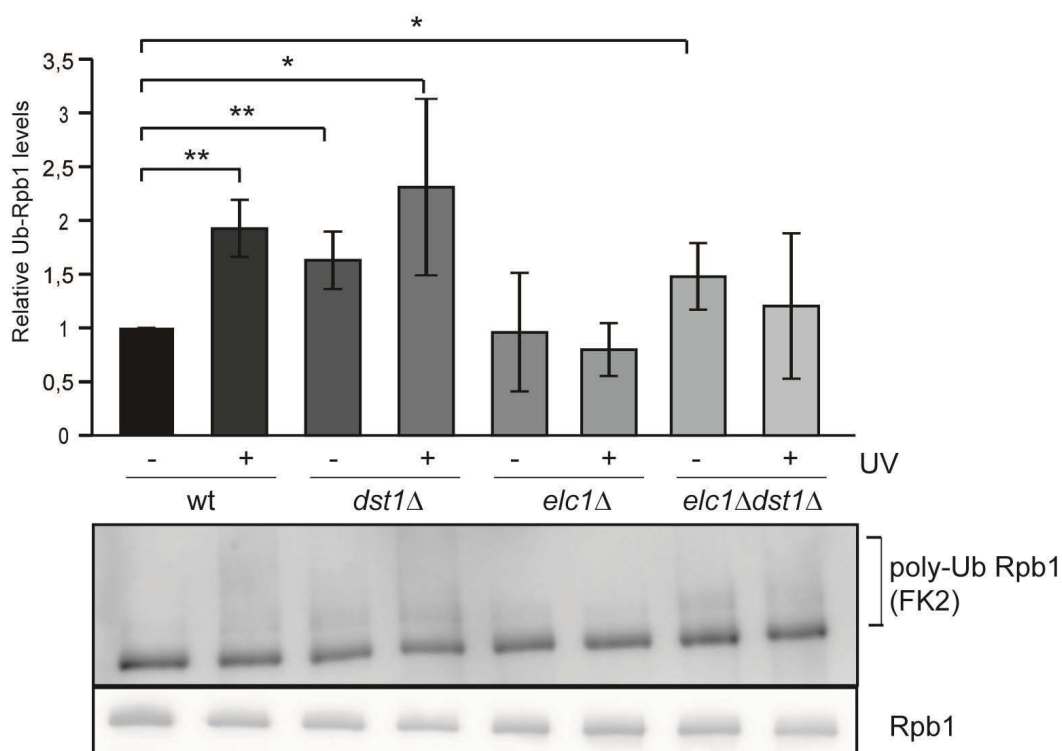 *
*
**
**
Relative Ub-Rpb1 levels
3,5
3
2,5
2
1,5
1
0,5
0
- + - + - + - + UV
wt dst1Δ elc1Δ elc1Δdst1Δ
poly-Ub Rpb1
(FK2)
Rpb1